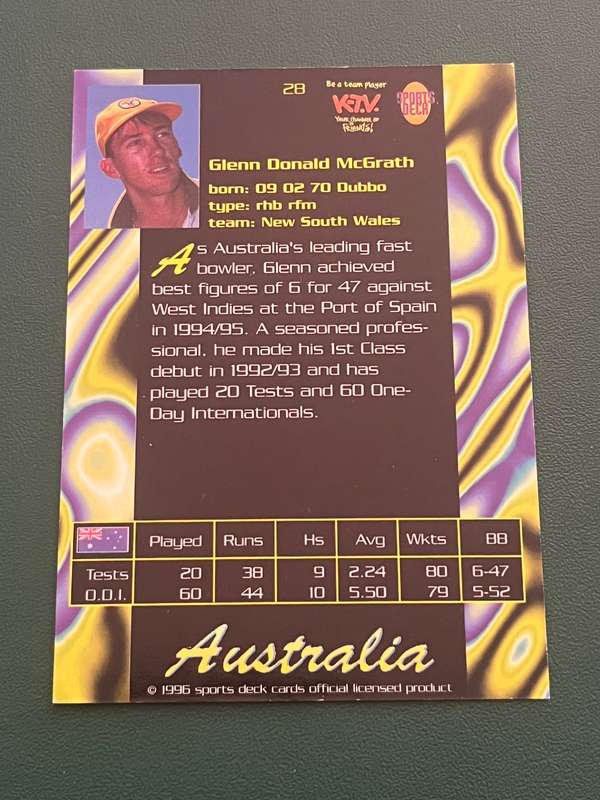 28
Be a team player
K-T.V.
Your Channel of
Friends!
SPORTS
DECK
Glenn Donald McGrath
born: 09 02 70 Dubbo
type: rhb rfm
team: New South Wales
As Australia's leading fast
bowler, Glenn achieved
best figures of 6 for 47 against
West Indies at the Port of Spain
in 1994/95. A seasoned profes-
sional, he made his 1st Class
debut in 1992/93 and has
played 20 Tests and 60 One-
Day Internationals.
Played Runs Hs Avg Wkts BB
Tests 20 38 9 2.24 80 6-47
O.D.I. 60 44 10 5.50 79 5-52
Australia
© 1996 sports deck cards official licensed product